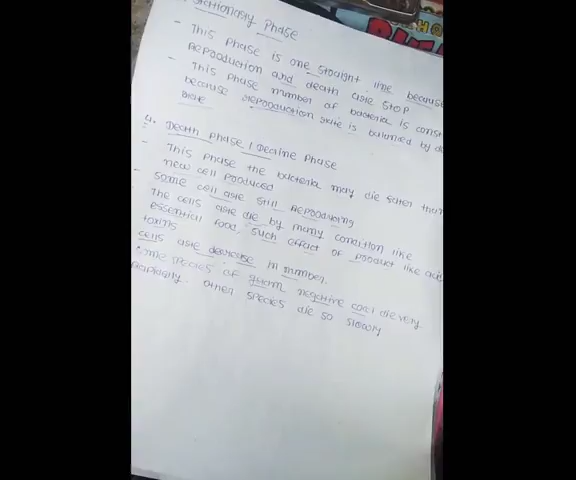 Stationary Phase
- This phase is one straight line because
Reproduction and death are stop
- This phase number of bacteria is const
because reproduction rate is balanced by d
Rate
4. Death phase / Decline phase
- This phase the bacteria may die faster than
new cell produced
- Some cell are still Reproducing
The cells are die by many condition like
essential food, such effect of product like acid
toxins
cells are decrease in number.
Some species of gram negative cocci die very
Rapidly. Other species die so slowly